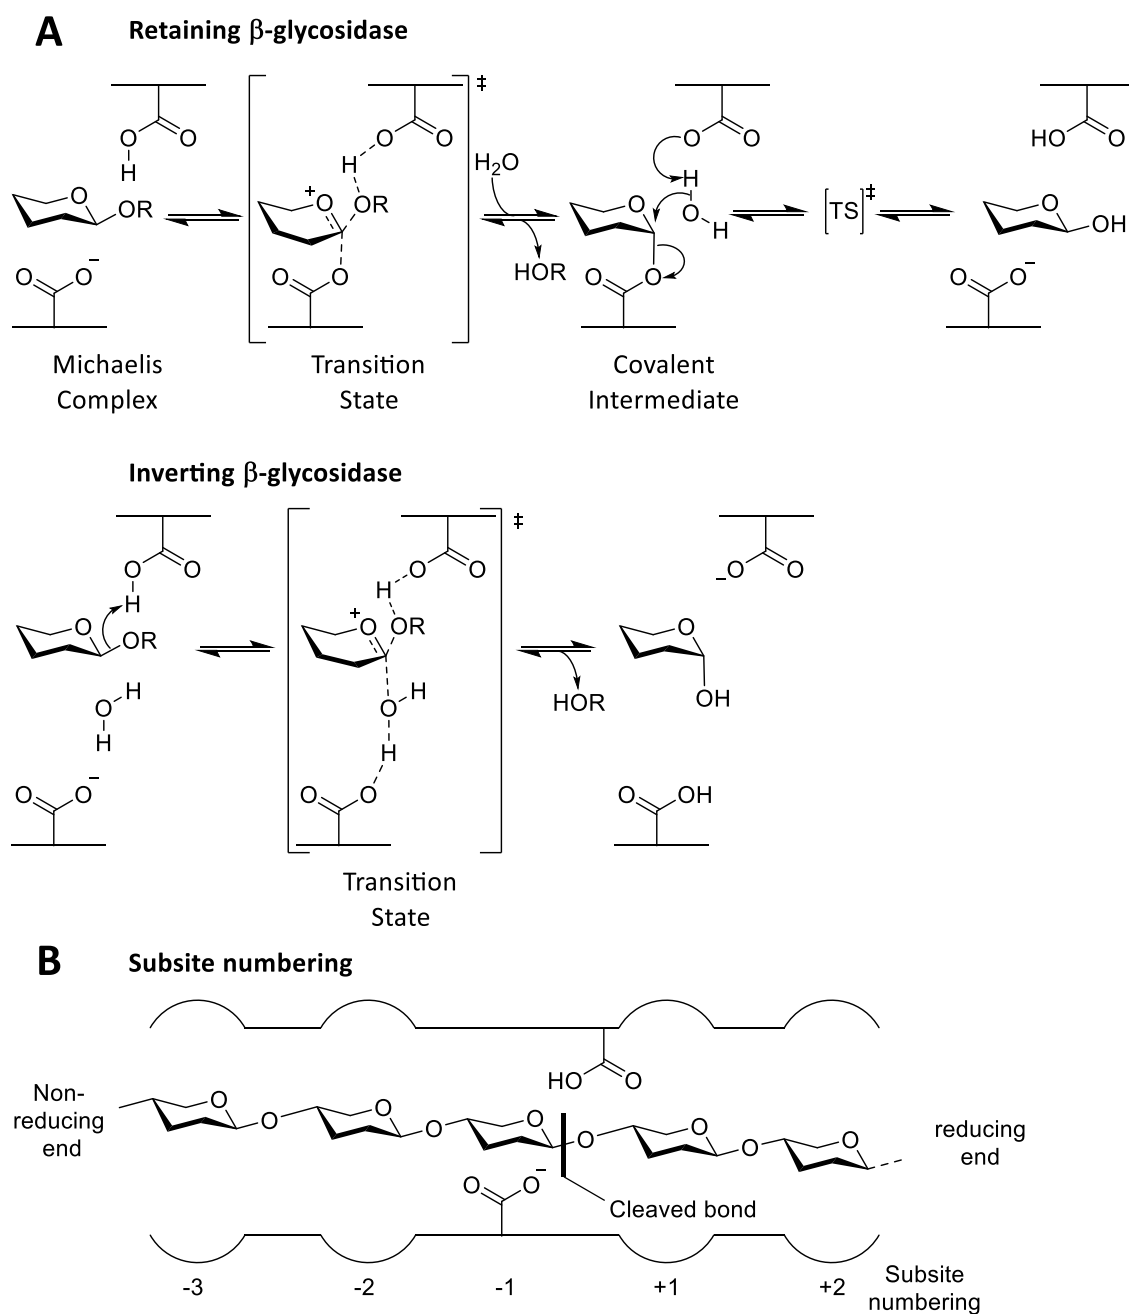 A Retaining β-glycosidase
O
O
H
O
OR
O
O−
Michaelis
Complex
‡
O
O
H
+
O
OR
O
O
Transition
State
H2O
HOR
O
O
H
O
O
H
O
O
Covalent
Intermediate
[TS]‡
HO
O
O
OH
O
O−
Inverting β-glycosidase
O
O
H
O
OR
H
O
H
O
O−
‡
O
O
H
+
O
OR
H
O
H
O
O
Transition
State
HOR
−O
O
O
OH
O
OH
B Subsite numbering
HO
O
Non-
reducing
end
O
O
O
O
O
O
O
O
O
reducing
end
O
O−
Cleaved bond
-3
-2
-1
+1
+2
Subsite
numbering